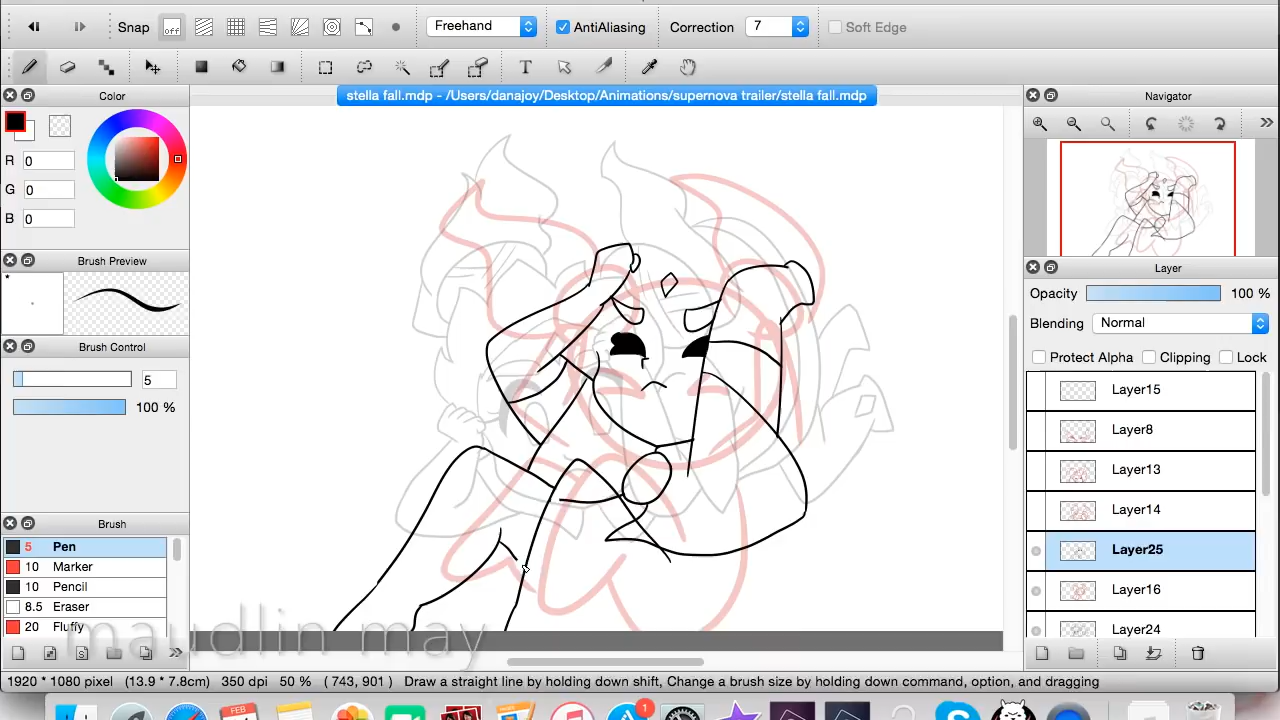 Snap off Freehand AntiAliasing Correction 7 Soft Edge
T
stella fall.mdp - /Users/danajoy/Desktop/Animations/supernova trailer/stella fall.mdp
Color
R 0
G 0
B 0
Brush Preview
*
Brush Control
5
100 %
Brush
5 Pen
10 Marker
10 Pencil
8.5 Eraser
20 Fluffy
maudlin may
Navigator
Layer
Opacity 100 %
Blending Normal
Protect Alpha Clipping Lock
Layer15
Layer8
Layer13
Layer14
Layer25
Layer16
Layer24
1920 * 1080 pixel (13.9 * 7.8cm) 350 dpi 50 % ( 743, 901 ) Draw a straight line by holding down shift, Change a brush size by holding down command, option, and dragging
FEB
1